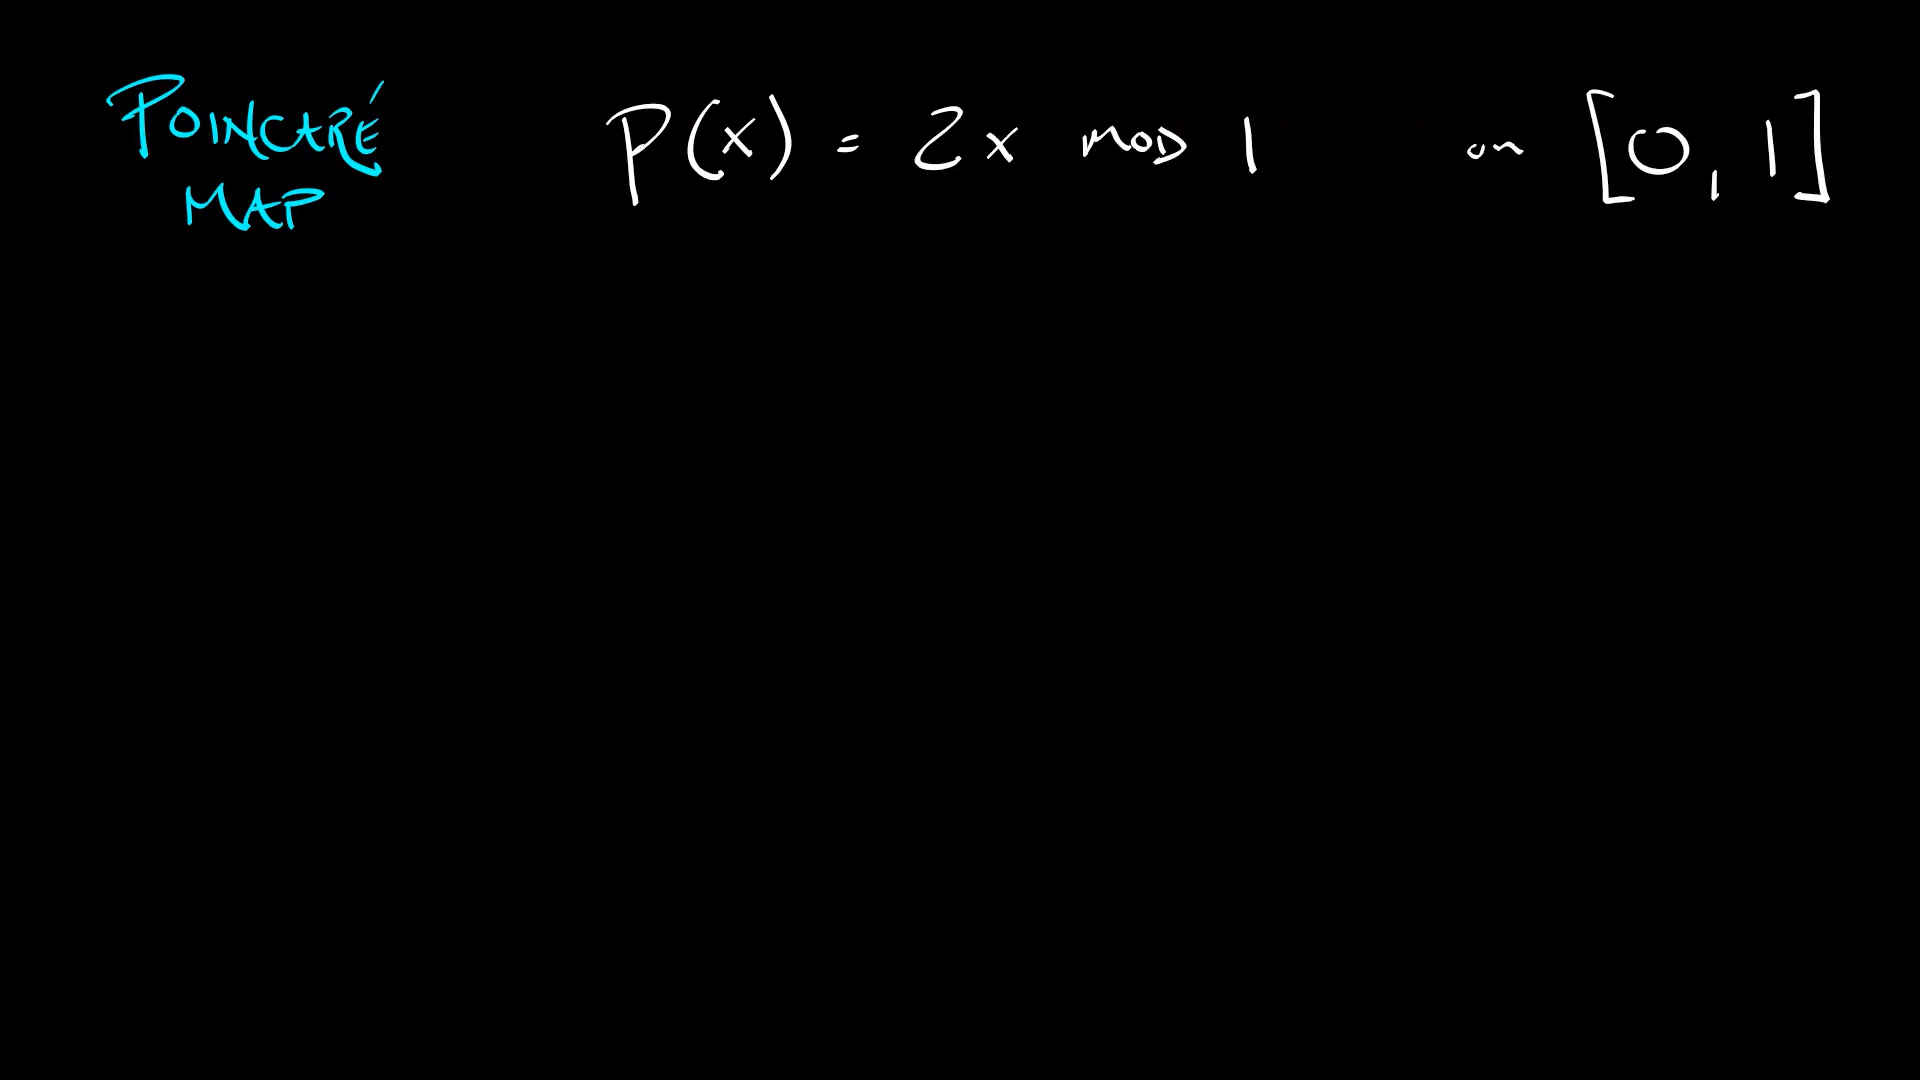 POINCARÉ
MAP
P(x) = 2x mod 1 on [0, 1]